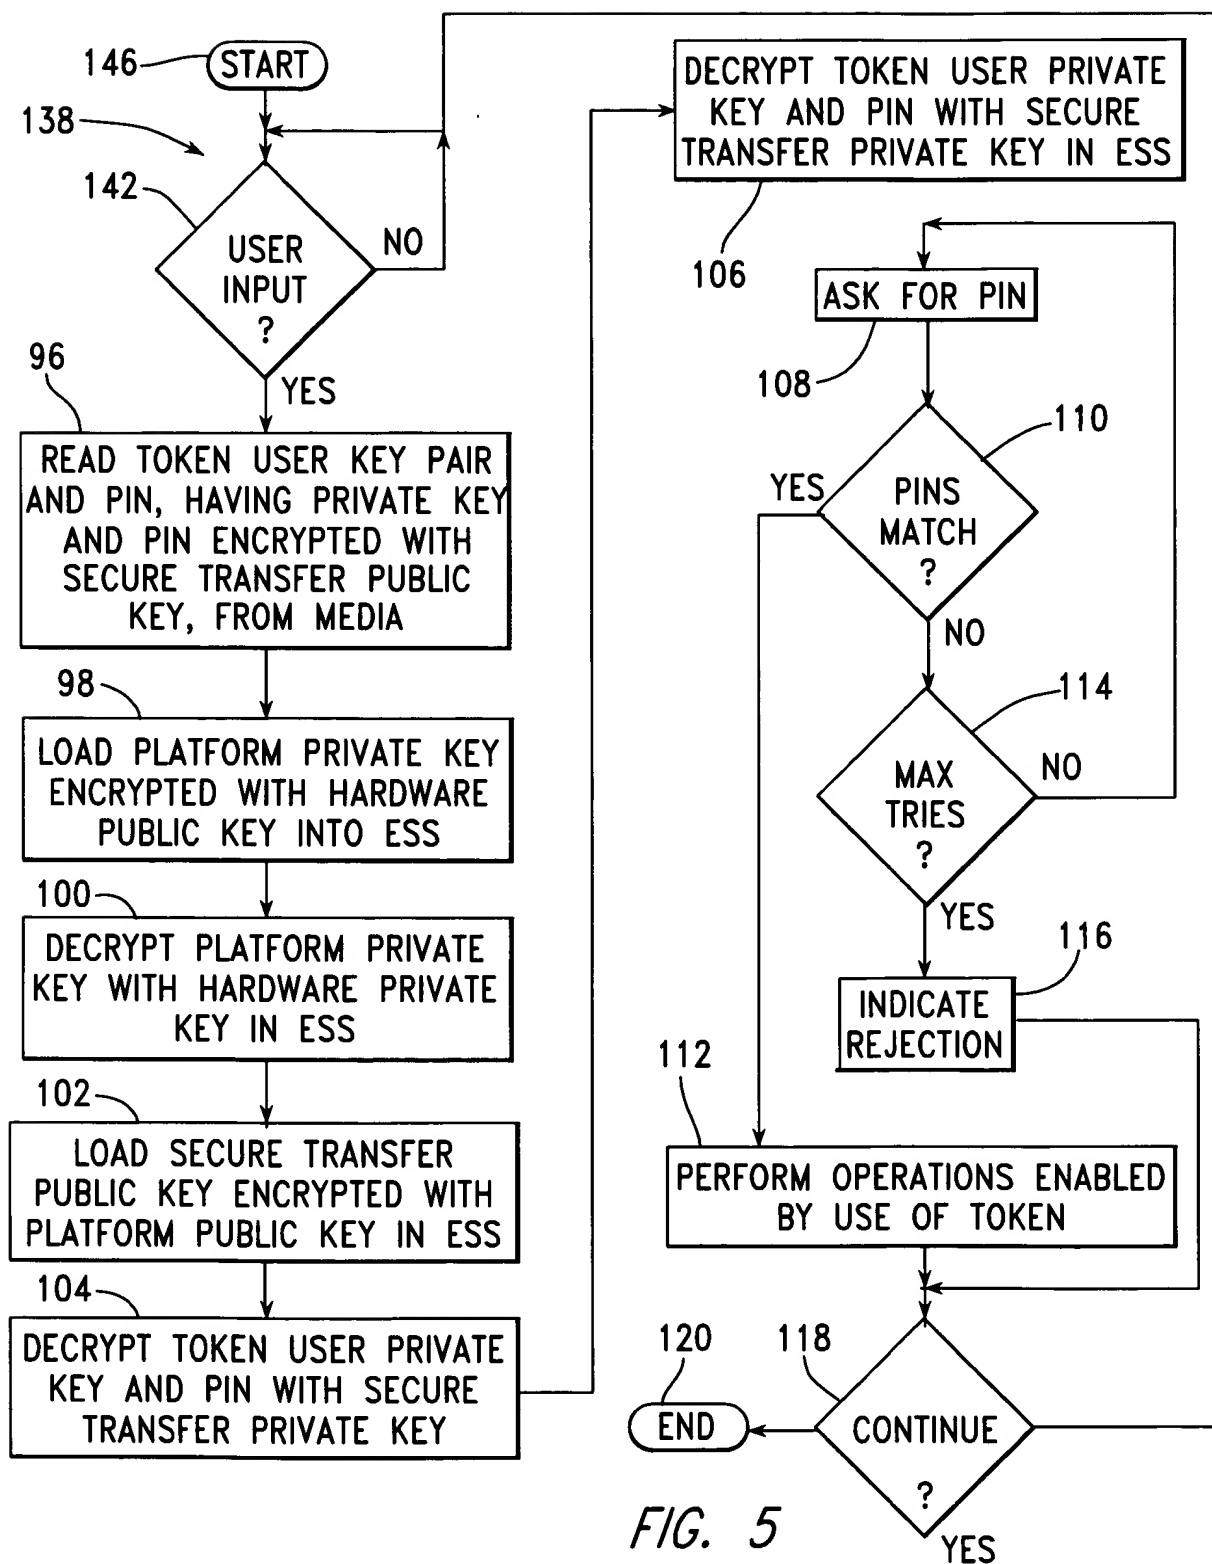 146
START
138
142
USER
INPUT
?
NO
YES
96
READ TOKEN USER KEY PAIR
AND PIN, HAVING PRIVATE KEY
AND PIN ENCRYPTED WITH
SECURE TRANSFER PUBLIC
KEY, FROM MEDIA
98
LOAD PLATFORM PRIVATE KEY
ENCRYPTED WITH HARDWARE
PUBLIC KEY INTO ESS
100
DECRYPT PLATFORM PRIVATE
KEY WITH HARDWARE PRIVATE
KEY IN ESS
102
LOAD SECURE TRANSFER
PUBLIC KEY ENCRYPTED WITH
PLATFORM PUBLIC KEY IN ESS
104
DECRYPT TOKEN USER PRIVATE
KEY AND PIN WITH SECURE
TRANSFER PRIVATE KEY
DECRYPT TOKEN USER PRIVATE
KEY AND PIN WITH SECURE
TRANSFER PRIVATE KEY IN ESS
106
ASK FOR PIN
108
110
YES
PINS
MATCH
?
NO
114
MAX
TRIES
?
NO
YES
116
INDICATE
REJECTION
112
PERFORM OPERATIONS ENABLED
BY USE OF TOKEN
120
118
END
CONTINUE
?
YES
FIG. 5